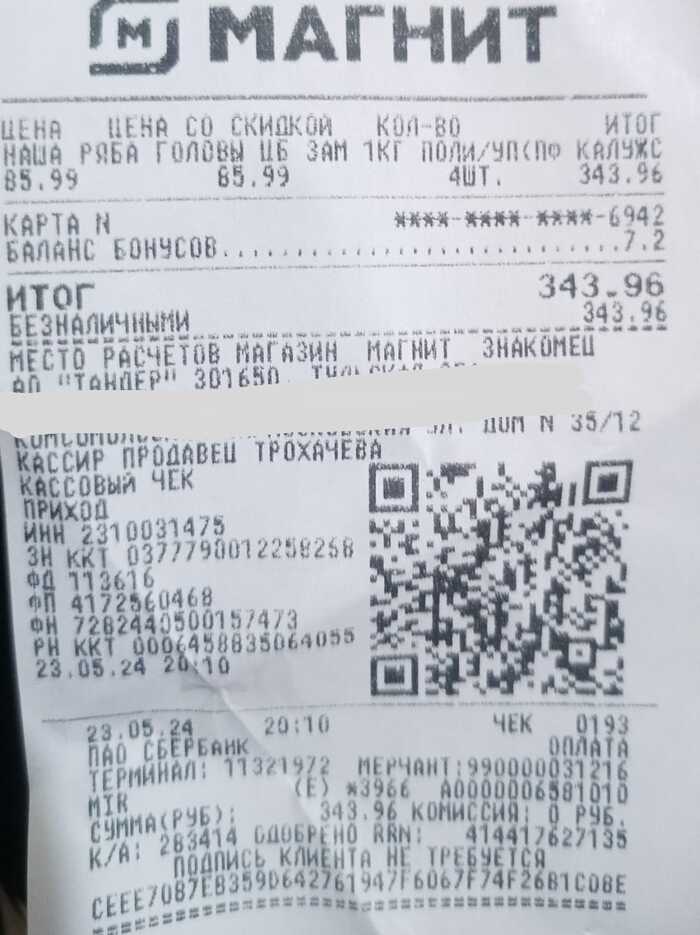 М МАГНИТ
ЦЕНА ЦЕНА СО СКИДКОЙ КОЛ-ВО ИТОГ
НАША РЯБА ГОЛОВЫ ЦБ ЗАМ 1КГ ПОЛИ/УП(ПФ КАЛУЖС
85.99 85.99 4ШТ. 343.96
КАРТА N ****-****-****-6942
БАЛАНС БОНУСОВ............................7.2
ИТОГ 343.96
БЕЗНАЛИЧНЫМИ 343.96
МЕСТО РАСЧЕТОВ МАГАЗИН МАГНИТ ЗНАКОМЕЦ
АО "ТАНДЕР" 301650
ДОМ N 35/12
КАССИР ПРОДАВЕЦ ТРОХАЧЕВА
КАССОВЫЙ ЧЕК
ПРИХОД
ИНН 2310031475
ЗН ККТ 0377790012258268
ФД 113616
ФП 4172560468
ФН 7282440500157473
РН ККТ 0006458835064055
23.05.24 20:10
23.05.24 20:10 ЧЕК 0193
ПАО СБЕРБАНК ОПЛАТА
ТЕРМИНАЛ: 11321972 МЕРЧАНТ:990000031216
MIR (E) *3966 A0000006581010
СУММА(РУБ): 343.96 КОМИССИЯ: 0 РУБ.
К/А: 283414 ОДОБРЕНО RRN: 414417627135
ПОДПИСЬ КЛИЕНТА НЕ ТРЕБУЕТСЯ
CEEE7087EB359D642761947F6067F74F26B1C08E